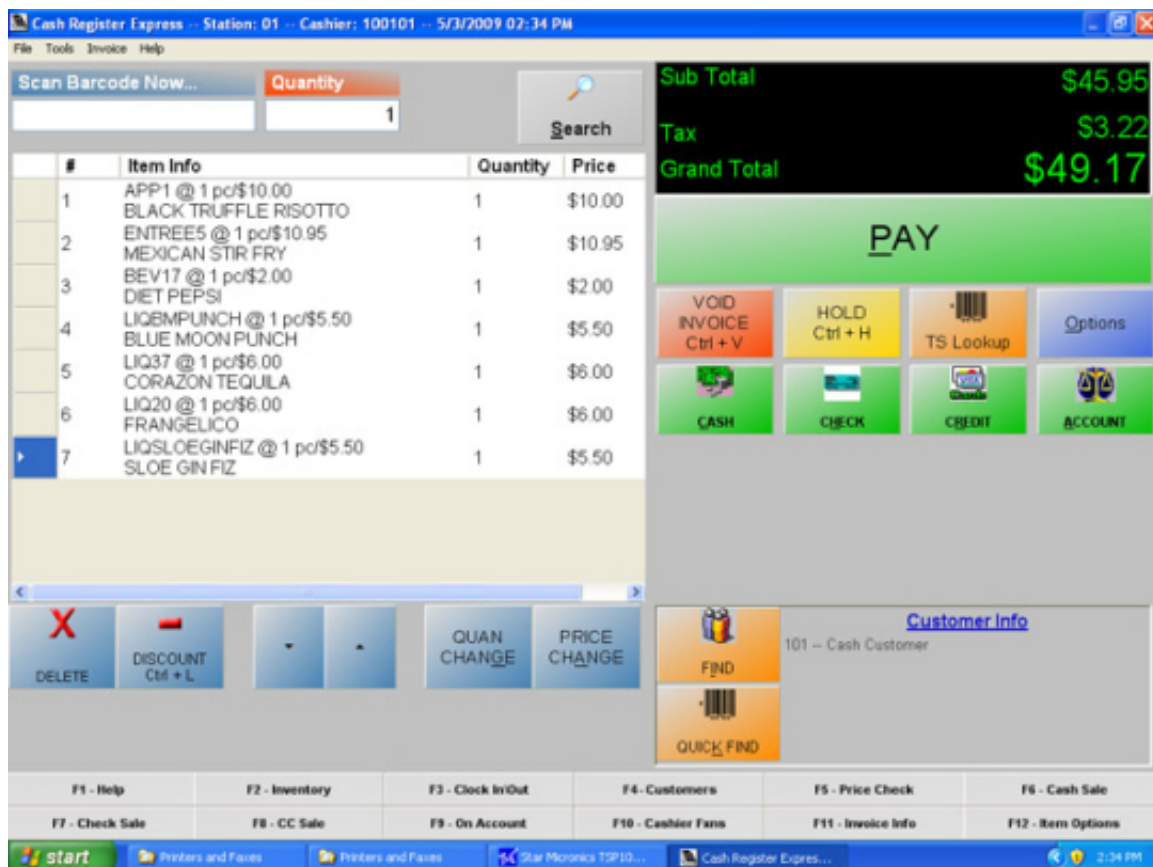 Cash Register Express -- Station: 01 -- Cashier: 100101 -- 5/3/2009 02:34 PM
File Tools Invoice Help
Scan Barcode Now...
Quantity
1
Search
Sub Total $45.95
Tax $3.22
Grand Total $49.17
# Item Info Quantity Price
1 APP1 @ 1 pc/$10.00 1 $10.00
BLACK TRUFFLE RISOTTO
2 ENTREE5 @ 1 pc/$10.95 1 $10.95
MEXICAN STIR FRY
3 BEV17 @ 1 pc/$2.00 1 $2.00
DIET PEPSI
4 LIQBMPUNCH @ 1 pc/$5.50 1 $5.50
BLUE MOON PUNCH
5 LIQ37 @ 1 pc/$6.00 1 $6.00
CORAZON TEQUILA
6 LIQ20 @ 1 pc/$6.00 1 $6.00
FRANGELICO
7 LIQSLOEGINFIZ @ 1 pc/$5.50 1 $5.50
SLOE GIN FIZ
PAY
VOID
INVOICE
Ctrl + V
HOLD
Ctrl + H
TS Lookup
Options
CASH
CHECK
CREDIT
ACCOUNT
DELETE
DISCOUNT
Ctrl + L
QUAN
CHANGE
PRICE
CHANGE
FIND
QUICK FIND
Customer Info
101 -- Cash Customer
F1 - Help F2 - Inventory F3 - Clock In/Out F4- Customers F5 - Price Check F6 - Cash Sale
F7 - Check Sale F8 - CC Sale F9 - On Account F10 - Cashier Fxns F11 - Invoice Info F12 - Item Options
start Printers and Faxes Printers and Faxes Star Micronics TSP10... Cash Register Expres... 2:34 PM